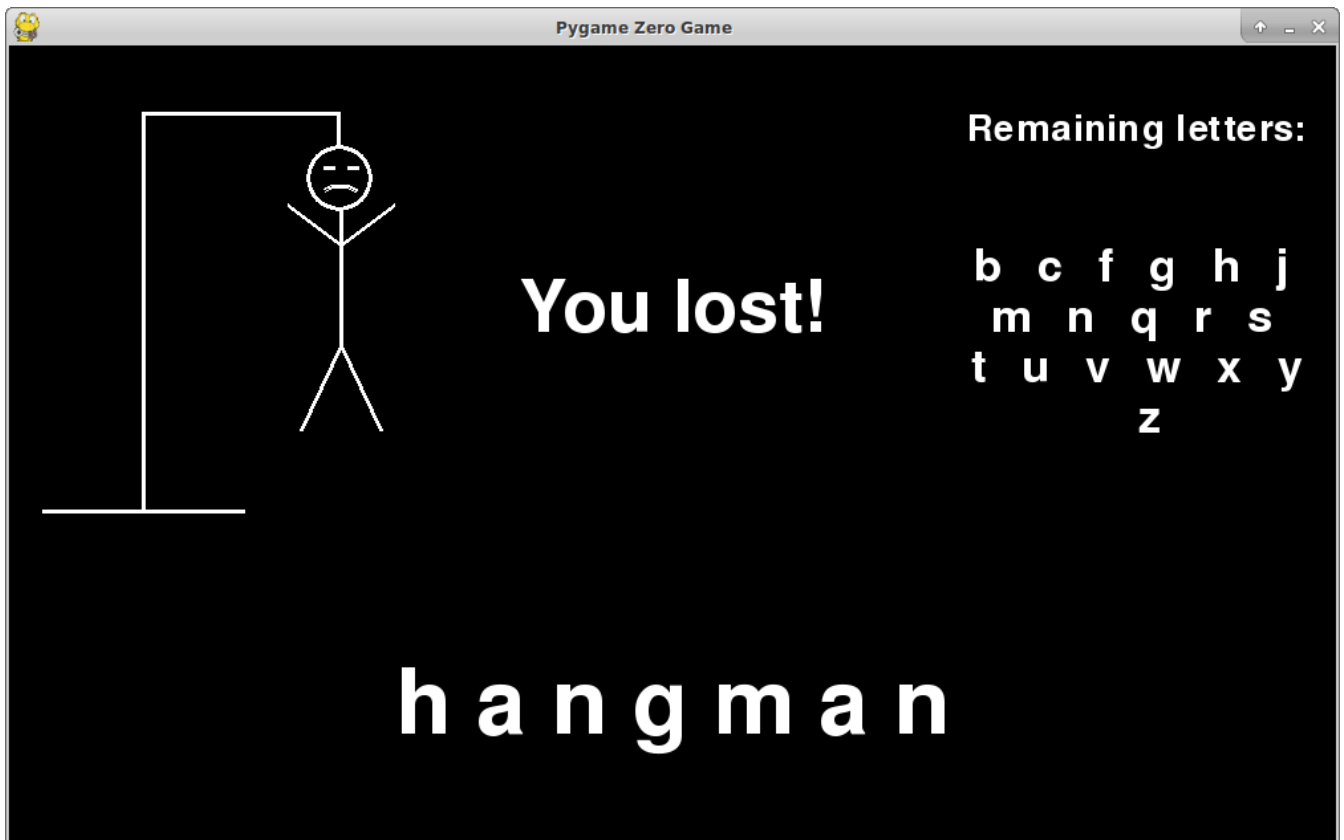 Pygame Zero Game
Remaining letters:
b c f g h j
m n q r s
t u v w x y
z
You lost!
h a n g m a n